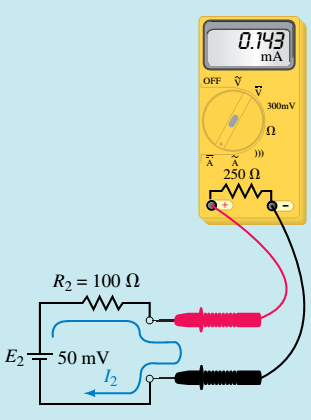 0.143
mA
OFF Ṽ
V
300mV
Ω
)))
A Ã
250 Ω
+ −
R₂ = 100 Ω
E₂ 50 mV
I₂